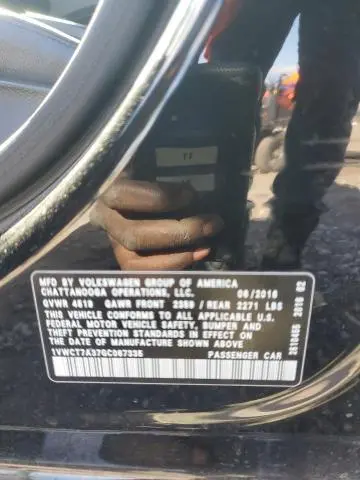 MFD. BY VOLKSWAGEN GROUP OF AMERICA
CHATTANOOGA OPERATIONS LLC. 06/2016
GVWR 4519 GAWR FRONT 2359 / REAR 2271 LBS
THIS VEHICLE CONFORMS TO ALL APPLICABLE U.S.
FEDERAL MOTOR VEHICLE SAFETY, BUMPER AND
THEFT PREVENTION STANDARDS IN EFFECT ON
THE DATE OF MANUFACTURE SHOWN ABOVE
1VWCT7A37GC067335 PASSENGER CAR